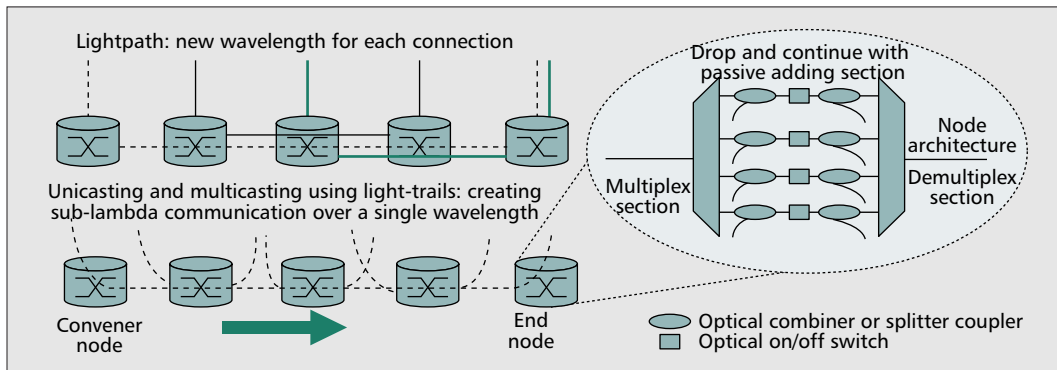 Lightpath: new wavelength for each connection
Unicasting and multicasting using light-trails: creating
sub-lambda communication over a single wavelength
Convener
node
End
node
Drop and continue with
passive adding section
Multiplex
section
Node
architecture
Demultiplex
section
Optical combiner or splitter coupler
Optical on/off switch